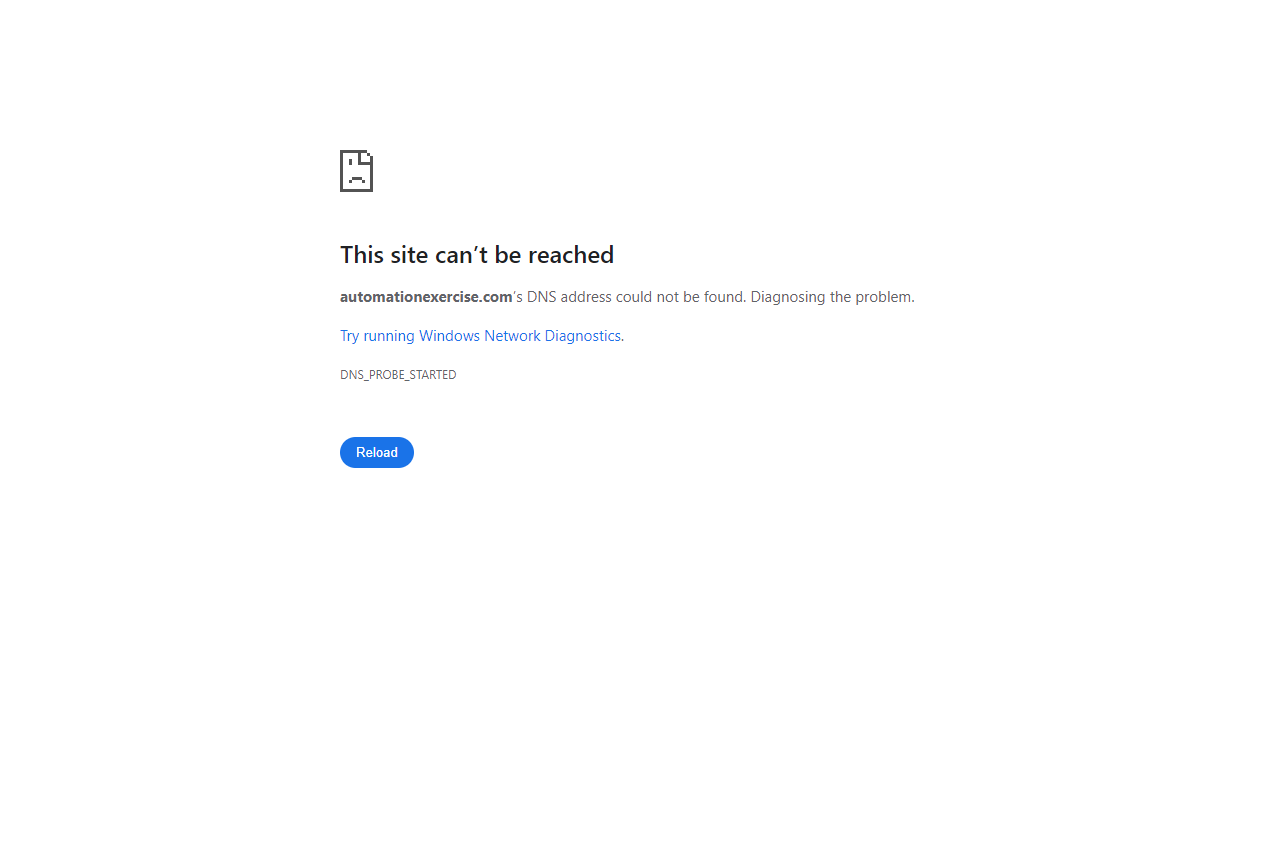 This site can’t be reached
automationexercise.com’s DNS address could not be found. Diagnosing the problem.
Try running Windows Network Diagnostics.
DNS_PROBE_STARTED
Reload